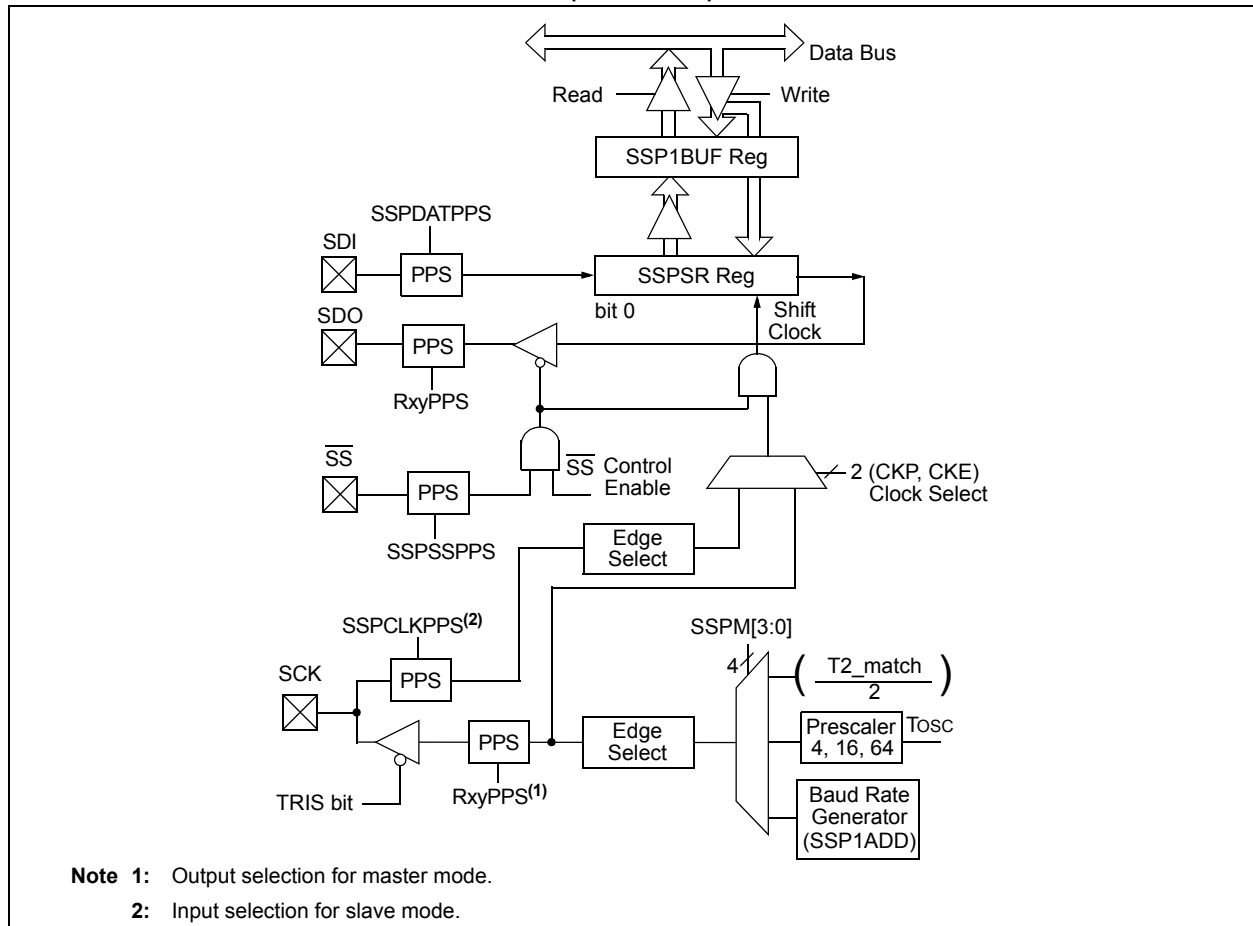 Data Bus
Read
Write
SSP1BUF Reg
SSPDATPPS
SDI
PPS
SSPSR Reg
bit 0
Shift
Clock
SDO
PPS
RxyPPS
SS
PPS
SS Control
Enable
2 (CKP, CKE)
Clock Select
SSPSSPPS
Edge
Select
SSPCLKPPS(2)
SSPM[3:0]
4
SCK
PPS
( T2_match
2 )
PPS
Edge
Select
Prescaler
4, 16, 64
TOSC
TRIS bit
RxyPPS(1)
Baud Rate
Generator
(SSP1ADD)
Note 1: Output selection for master mode.
2: Input selection for slave mode.